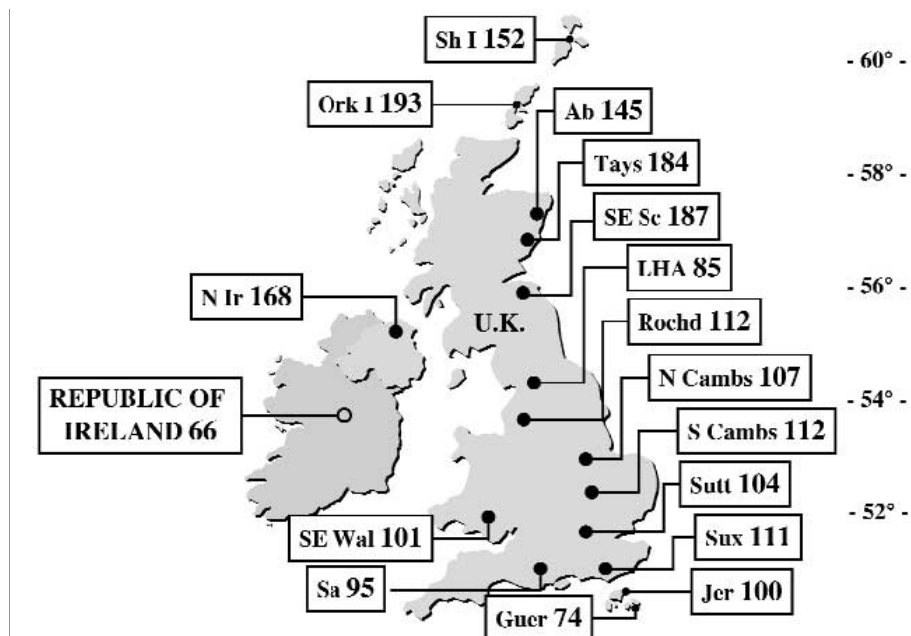 Sh I 152
- 60° -
Ork I 193
Ab 145
Tays 184
- 58° -
SE Sc 187
LHA 85
N Ir 168
- 56° -
U.K.
Rochd 112
N Cambs 107
REPUBLIC OF
IRELAND 66
- 54° -
S Cambs 112
Sutt 104
- 52° -
SE Wal 101
Sux 111
Sa 95
Jer 100
Guer 74